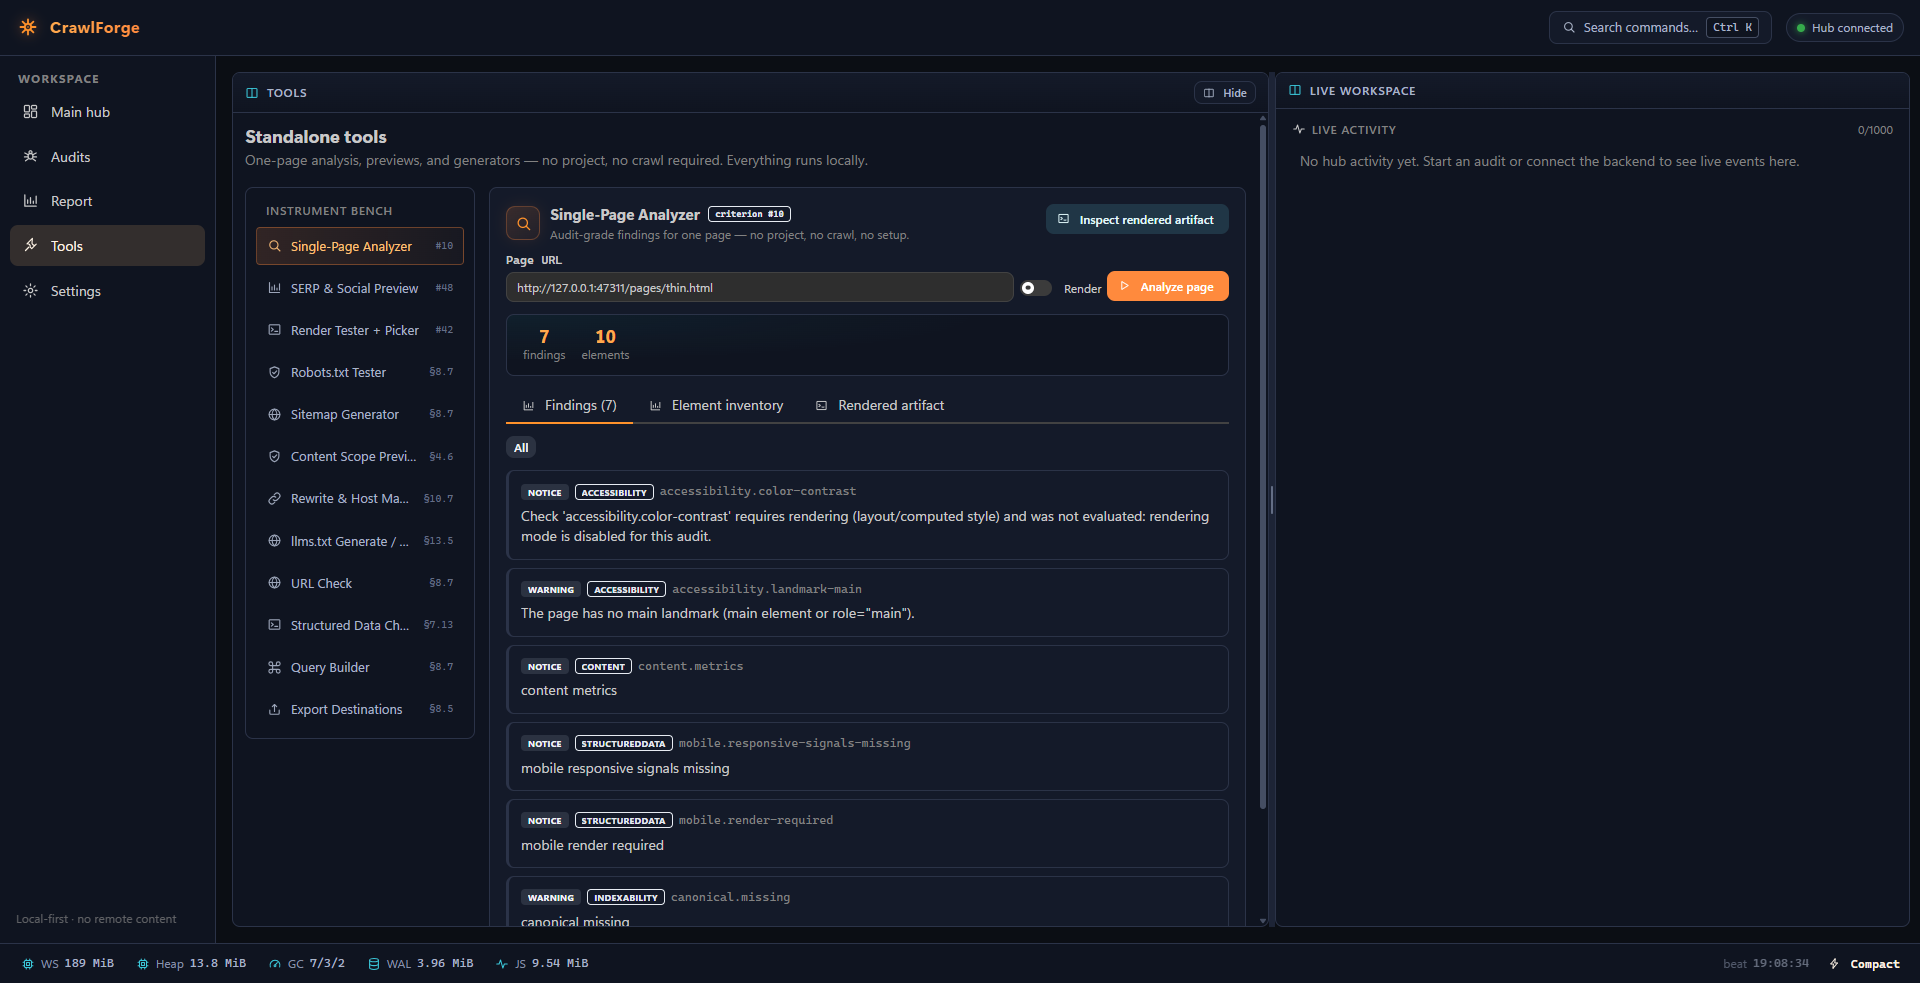 CrawlForge
Search commands... Ctrl K
Hub connected
WORKSPACE
Main hub
Audits
Report
Tools
Settings
Local-first · no remote content
TOOLS
Hide
Standalone tools
One-page analysis, previews, and generators — no project, no crawl required. Everything runs locally.
INSTRUMENT BENCH
Single-Page Analyzer #10
SERP & Social Preview #48
Render Tester + Picker #42
Robots.txt Tester §8.7
Sitemap Generator §8.7
Content Scope Previ... §4.6
Rewrite & Host Ma... §10.7
llms.txt Generate / ... §13.5
URL Check §8.7
Structured Data Ch... §7.13
Query Builder §8.7
Export Destinations §8.5
Single-Page Analyzer criterion #10
Audit-grade findings for one page — no project, no crawl, no setup.
Inspect rendered artifact
Page URL
http://127.0.0.1:47311/pages/thin.html
Render
Analyze page
7 findings
10 elements
Findings (7)
Element inventory
Rendered artifact
All
NOTICE ACCESSIBILITY accessibility.color-contrast
Check 'accessibility.color-contrast' requires rendering (layout/computed style) and was not evaluated: rendering
mode is disabled for this audit.
WARNING ACCESSIBILITY accessibility.landmark-main
The page has no main landmark (main element or role="main").
NOTICE CONTENT content.metrics
content metrics
NOTICE STRUCTUREDDATA mobile.responsive-signals-missing
mobile responsive signals missing
NOTICE STRUCTUREDDATA mobile.render-required
mobile render required
WARNING INDEXABILITY canonical.missing
canonical missing
LIVE WORKSPACE
LIVE ACTIVITY 0/1000
No hub activity yet. Start an audit or connect the backend to see live events here.
WS 189 MiB
Heap 13.8 MiB
GC 7/3/2
WAL 3.96 MiB
JS 9.54 MiB
beat 19:08:34
Compact